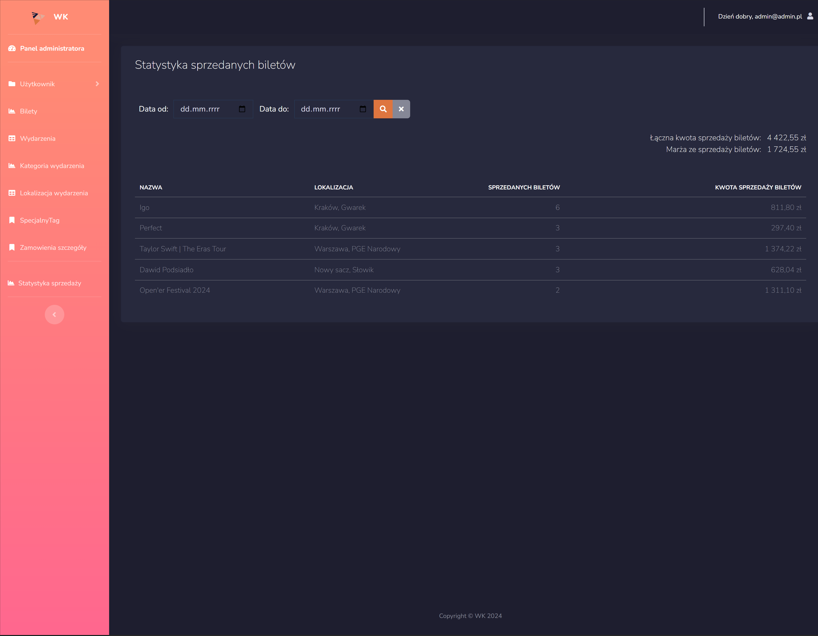 WK
Dzień dobry, admin@admin.pl
Panel administratora
Użytkownik
Bilety
Wydarzenia
Kategoria wydarzenia
Lokalizacja wydarzenia
SpecjalnyTag
Zamowienia szczegóły
Statystyka sprzedaży
Statystyka sprzedanych biletów
Data od: dd.mm.rrrr Data do: dd.mm.rrrr
Łączna kwota sprzedaży biletów: 4 422,55 zł
Marża ze sprzedaży biletów: 1 724,55 zł
NAZWA LOKALIZACJA SPRZEDANYCH BILETÓW KWOTA SPRZEDAŻY BILETÓW
Igo Kraków, Gwarek 6 811,80 zł
Perfect Kraków, Gwarek 3 297,40 zł
Taylor Swift | The Eras Tour Warszawa, PGE Narodowy 3 1 374,22 zł
Dawid Podsiadło Nowy sącz, Słowik 3 628,04 zł
Open'er Festival 2024 Warszawa, PGE Narodowy 2 1 311,10 zł
Copyright © WK 2024